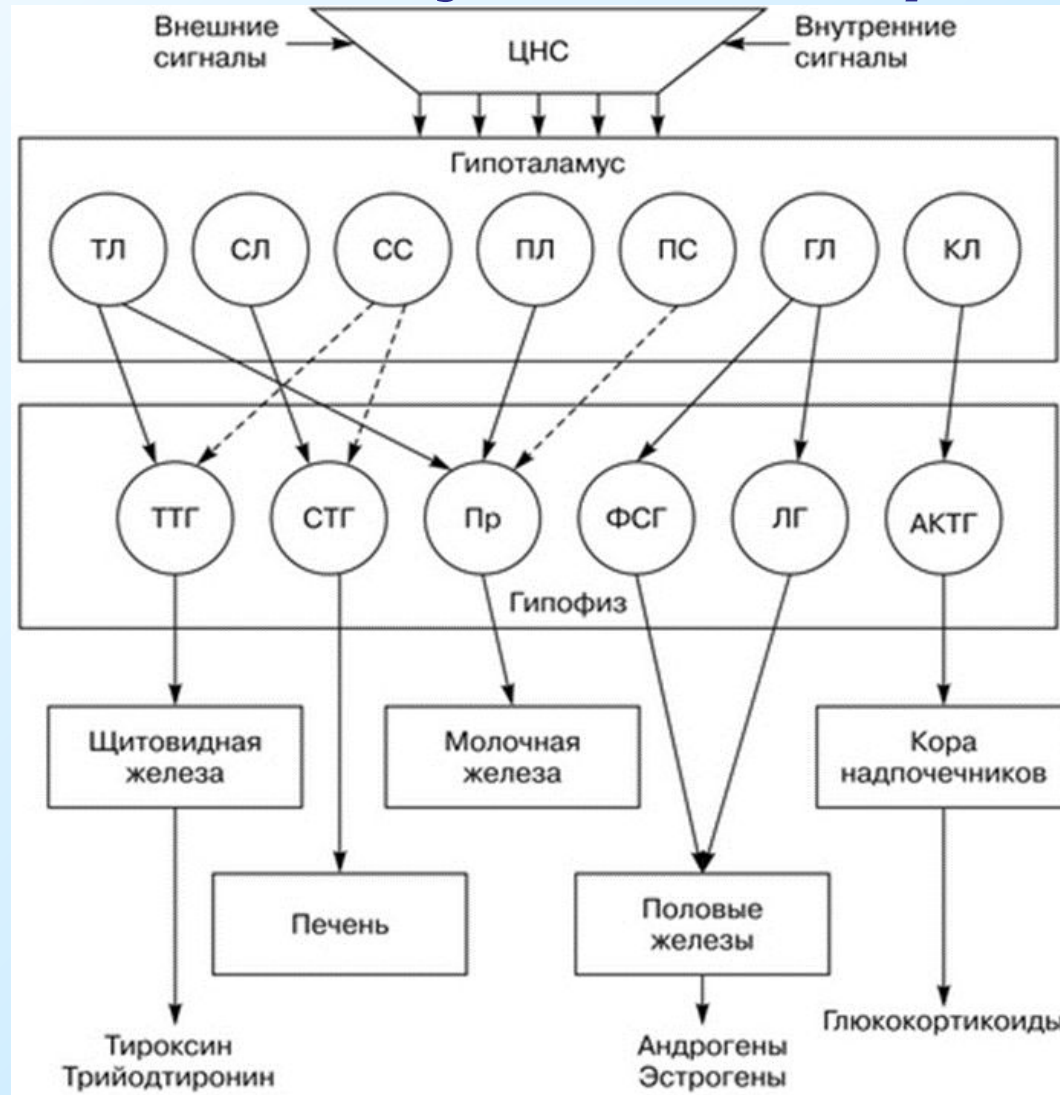 Внешние
сигналы
ЦНС
Внутренние
сигналы
Гипоталамус
ТЛ
СЛ
СС
ПЛ
ПС
ГЛ
КЛ
ТТГ
СТГ
Пр
ФСГ
ЛГ
АКТГ
Гипофиз
Щитовидная
железа
Молочная
железа
Кора
надпочечников
Печень
Половые
железы
Тироксин
Трийодтиронин
Андрогены
Эстрогены
Глюкокортикоиды